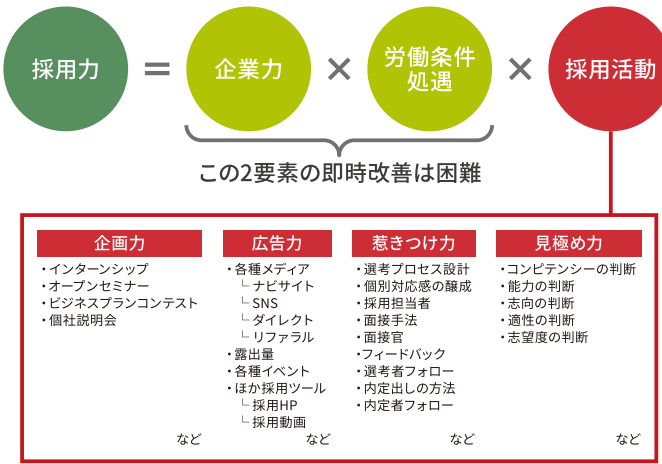 採用力 = 企業力 × 労働条件 処遇 × 採用活動
この2要素の即時改善は困難
企画力
・インターンシップ
・オープンセミナー
・ビジネスプランコンテスト
・個社説明会
など
広告力
・各種メディア
└ ナビサイト
└ SNS
└ ダイレクト
└ リファラル
・露出量
・各種イベント
・ほか採用ツール
└ 採用HP
└ 採用動画
など
惹きつけ力
・選考プロセス設計
・個別対応感の醸成
・採用担当者
・面接手法
・面接官
・フィードバック
・選考者フォロー
・内定出しの方法
・内定者フォロー
など
見極め力
・コンピテンシーの判断
・能力の判断
・志向の判断
・適性の判断
・志望度の判断
など